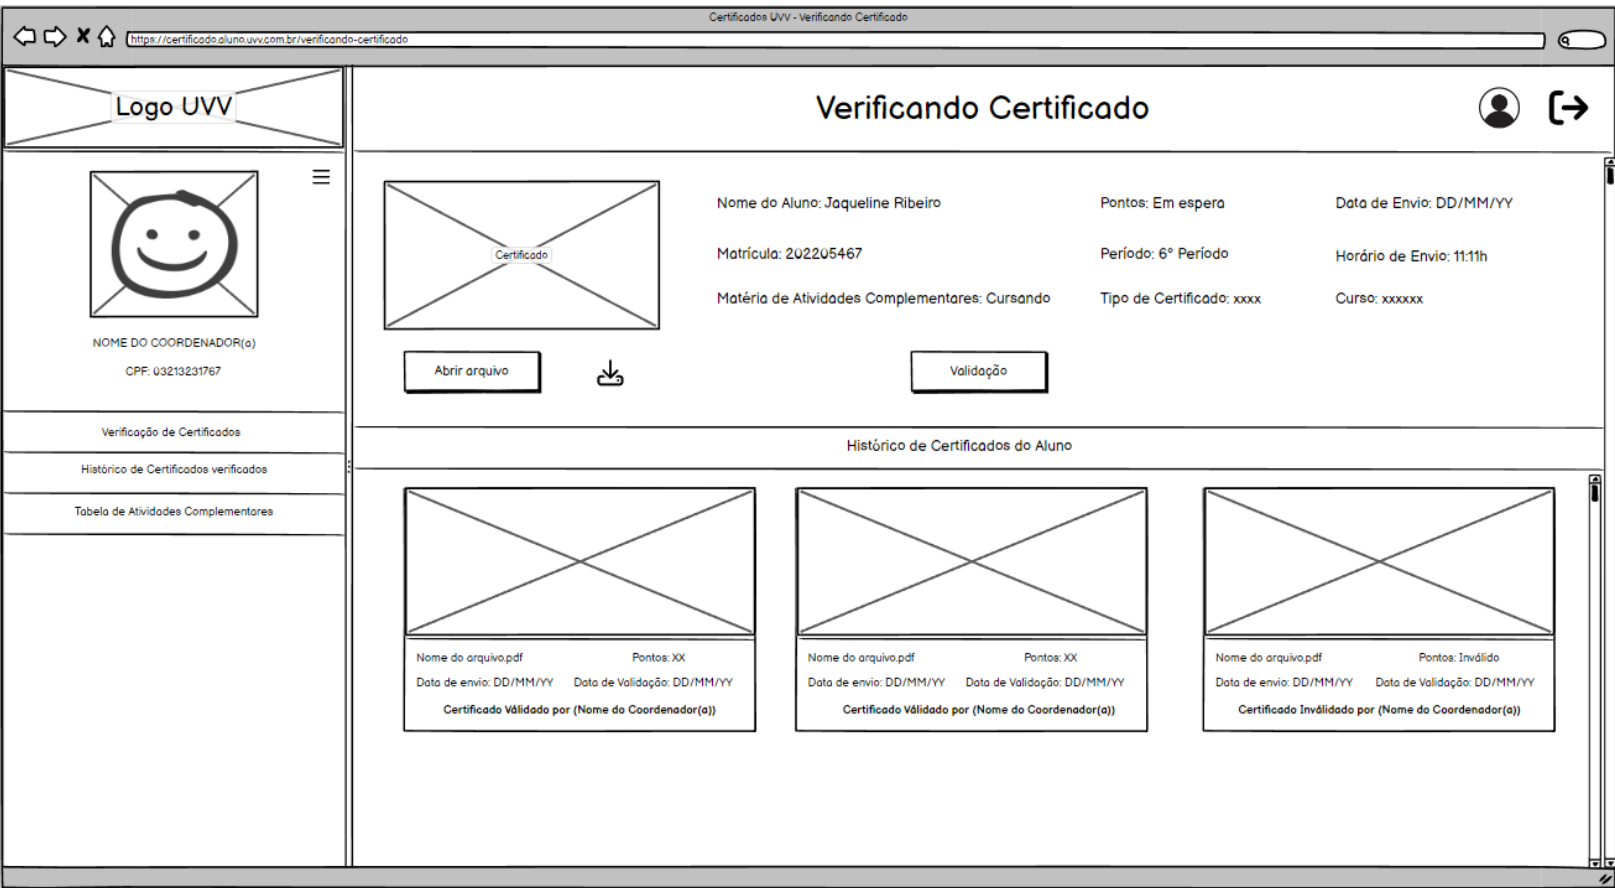 Certificados UVV - Verificando Certificado
https://certificado.aluno.uvv.com.br/verificando-certificado
Logo UVV
Verificando Certificado
NOME DO COORDENADOR(a)
CPF: 03213231767
Verificação de Certificados
Histórico de Certificados verificados
Tabela de Atividades Complementares
Certificado
Nome do Aluno: Jaqueline Ribeiro
Pontos: Em espera
Data de Envio: DD/MM/YY
Matrícula: 202205467
Período: 6° Período
Horário de Envio: 11:11h
Matéria de Atividades Complementares: Cursando
Tipo de Certificado: xxxx
Curso: xxxxxx
Abrir arquivo
Validação
Histórico de Certificados do Aluno
Nome do arquivo.pdf
Pontos: XX
Data de envio: DD/MM/YY
Data de Validação: DD/MM/YY
Certificado Válidado por (Nome do Coordenador(a))
Nome do arquivo.pdf
Pontos: XX
Data de envio: DD/MM/YY
Data de Validação: DD/MM/YY
Certificado Válidado por (Nome do Coordenador(a))
Nome do arquivo.pdf
Pontos: Inválido
Data de envio: DD/MM/YY
Data de Validação: DD/MM/YY
Certificado Inválidado por (Nome do Coordenador(a))